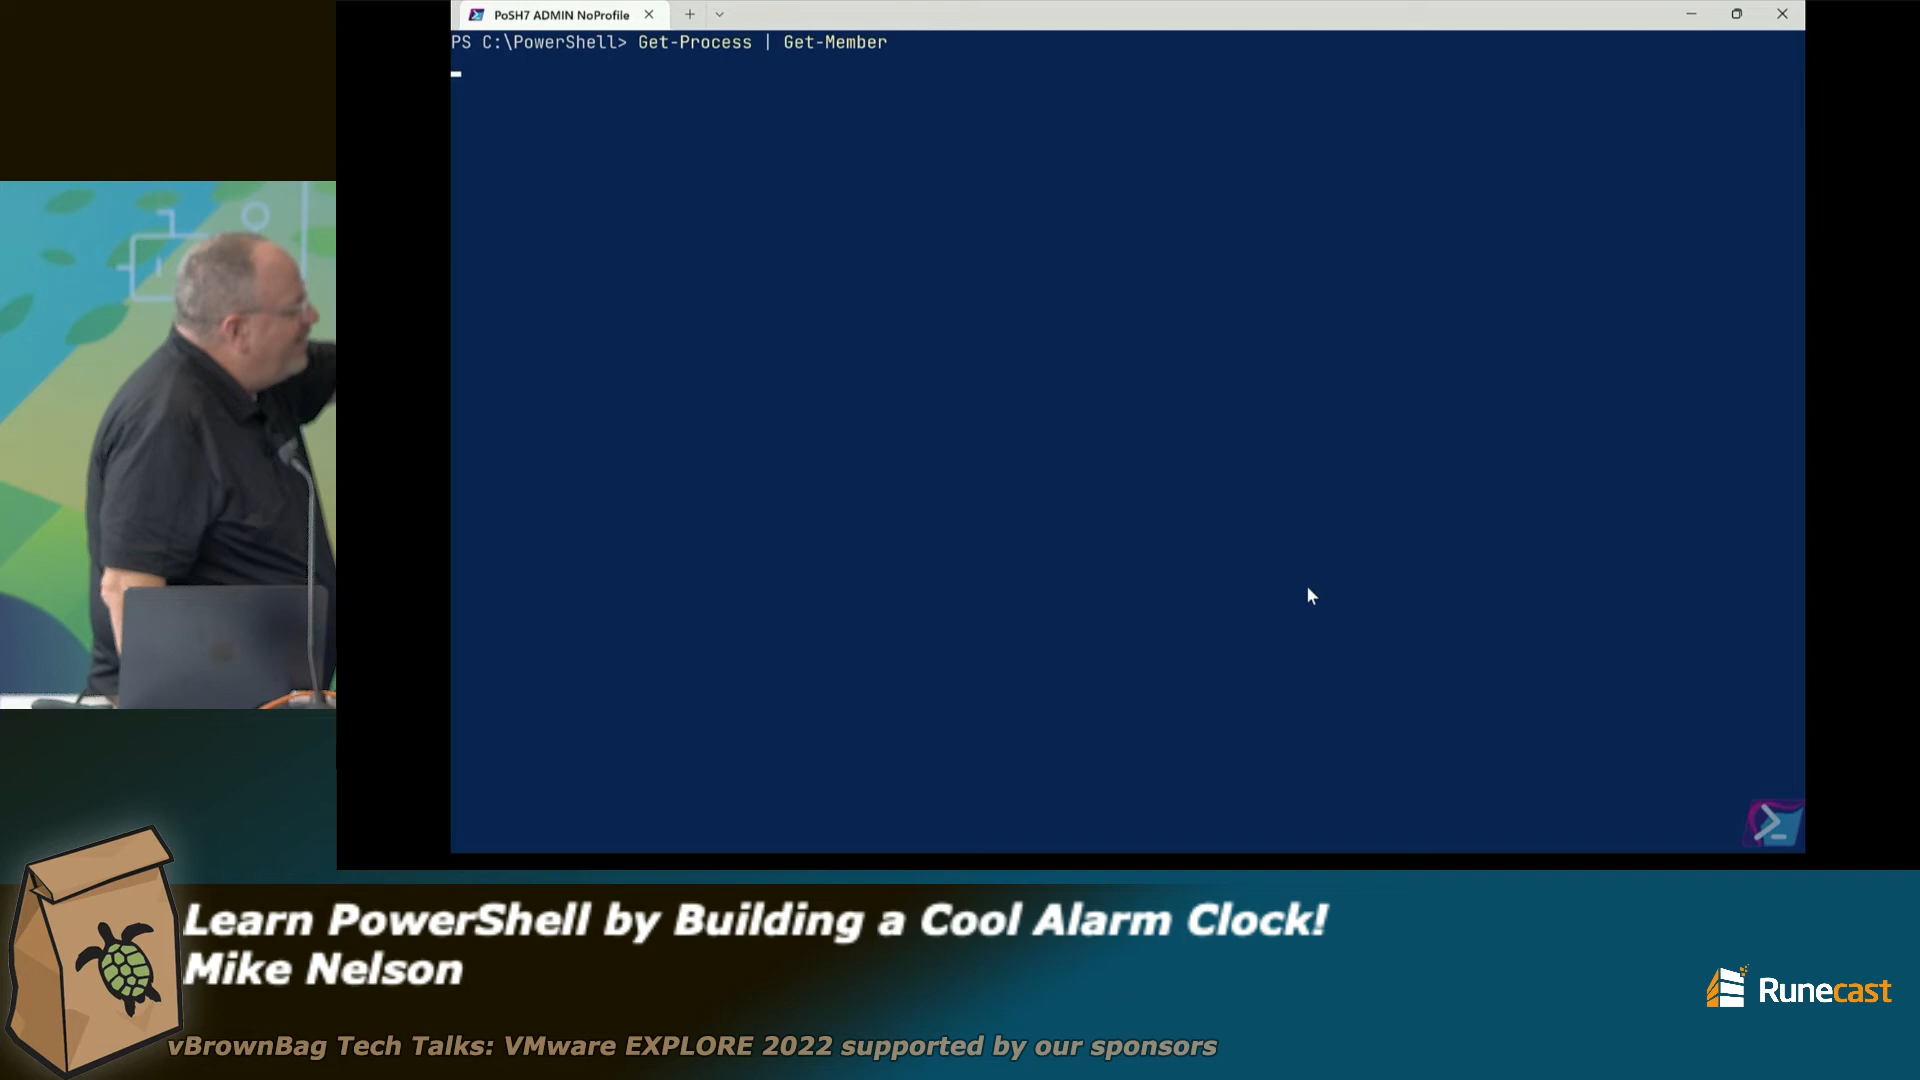 PoSH7 ADMIN NoProfile
PS C:\PowerShell> Get-Process | Get-Member
Learn PowerShell by Building a Cool Alarm Clock!
Mike Nelson
Runecast
vBrownBag Tech Talks: VMware EXPLORE 2022 supported by our sponsors